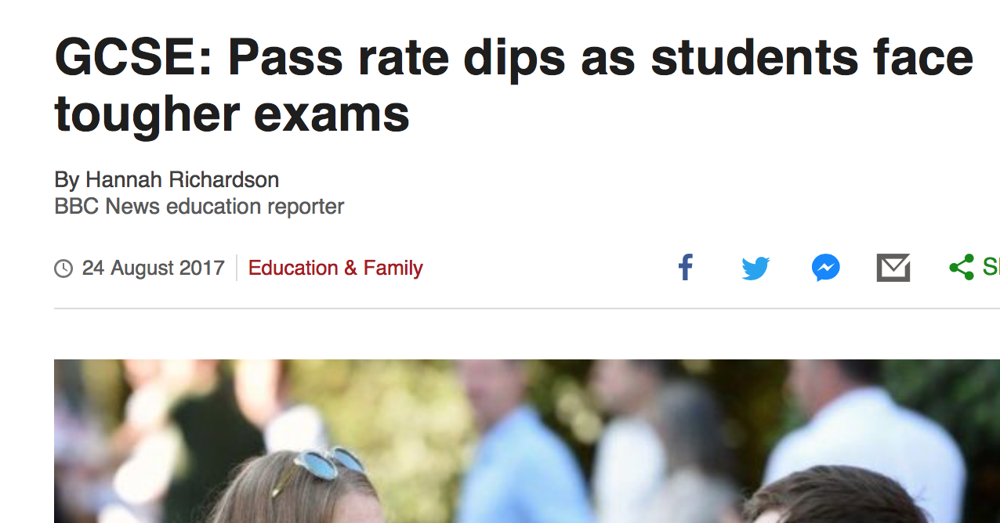 GCSE: Pass rate dips as students face
tougher exams
By Hannah Richardson
BBC News education reporter
24 August 2017 Education & Family